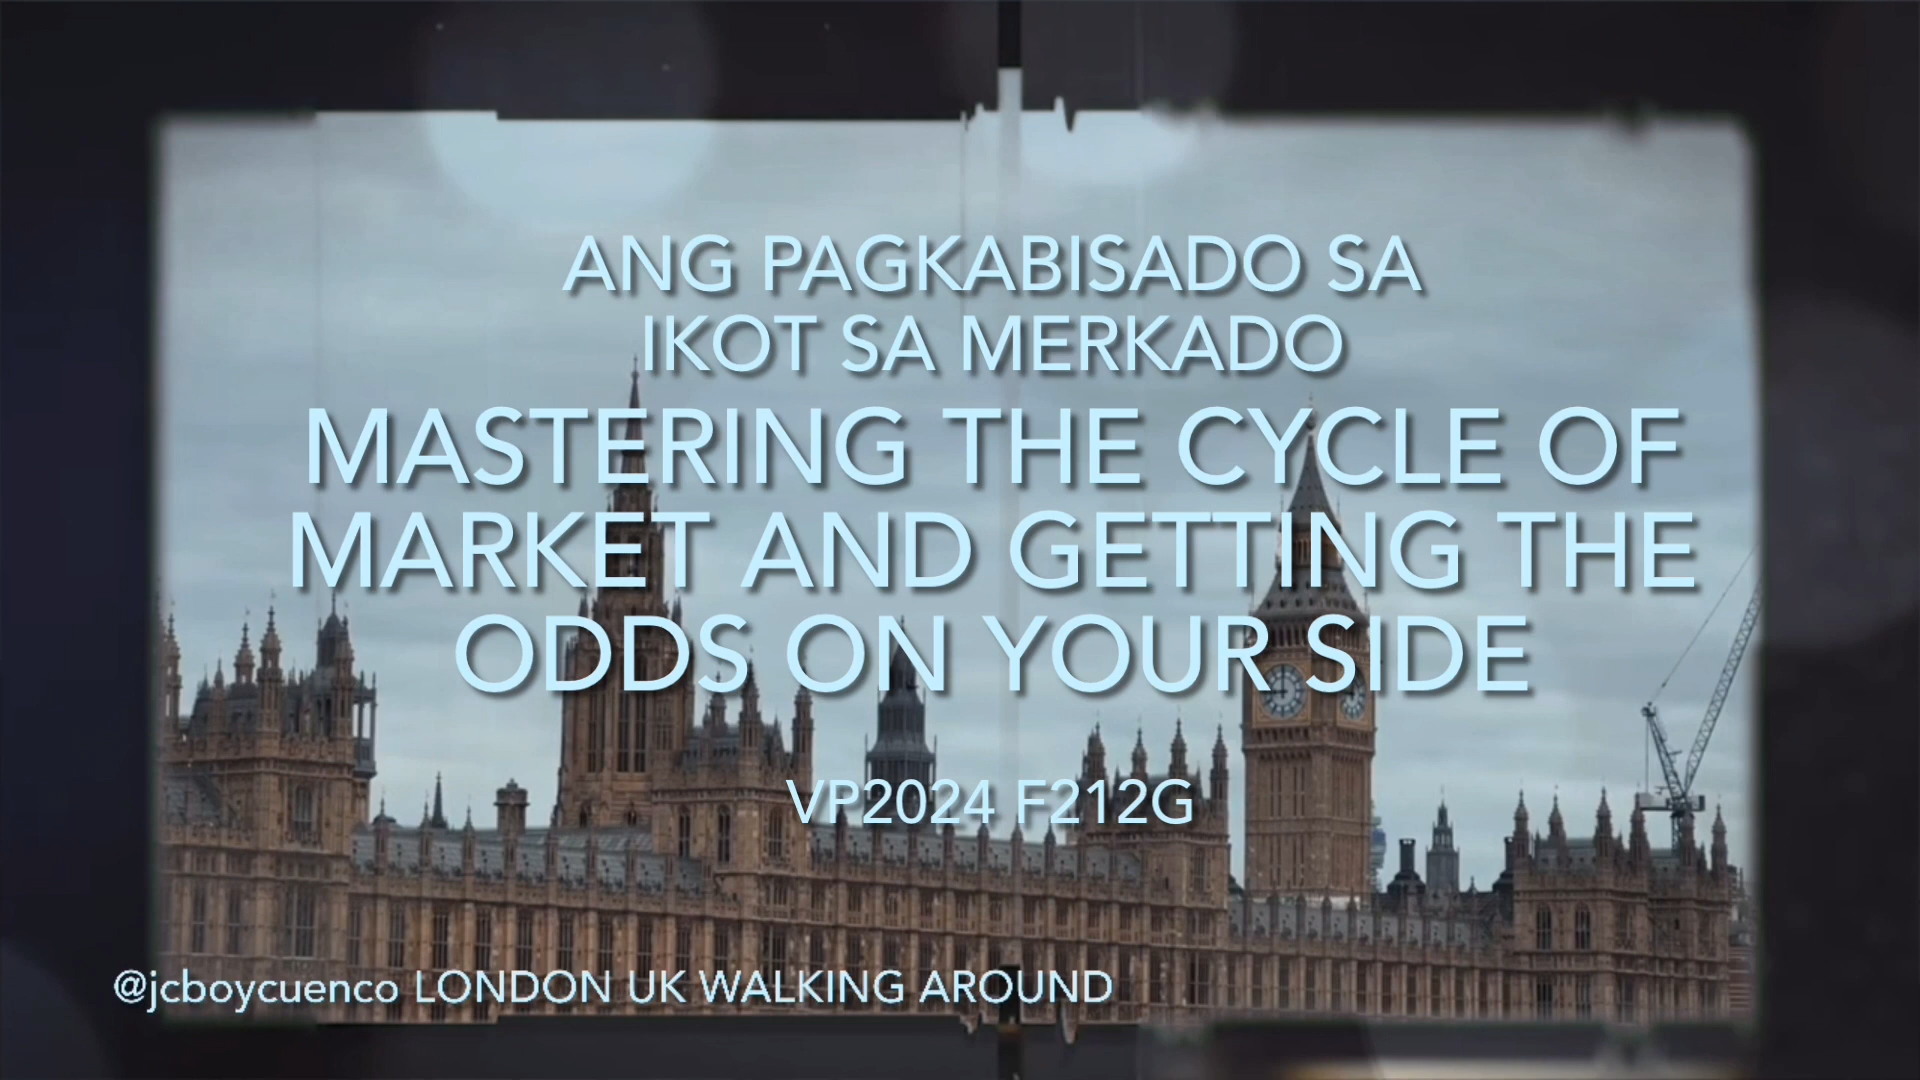 ANG PAGKABISADO SA
IKOT SA MERKADO
MASTERING THE CYCLE OF
MARKET AND GETTING THE
ODDS ON YOUR SIDE
VP2024 F212G
@jcboycuenco LONDON UK WALKING AROUND